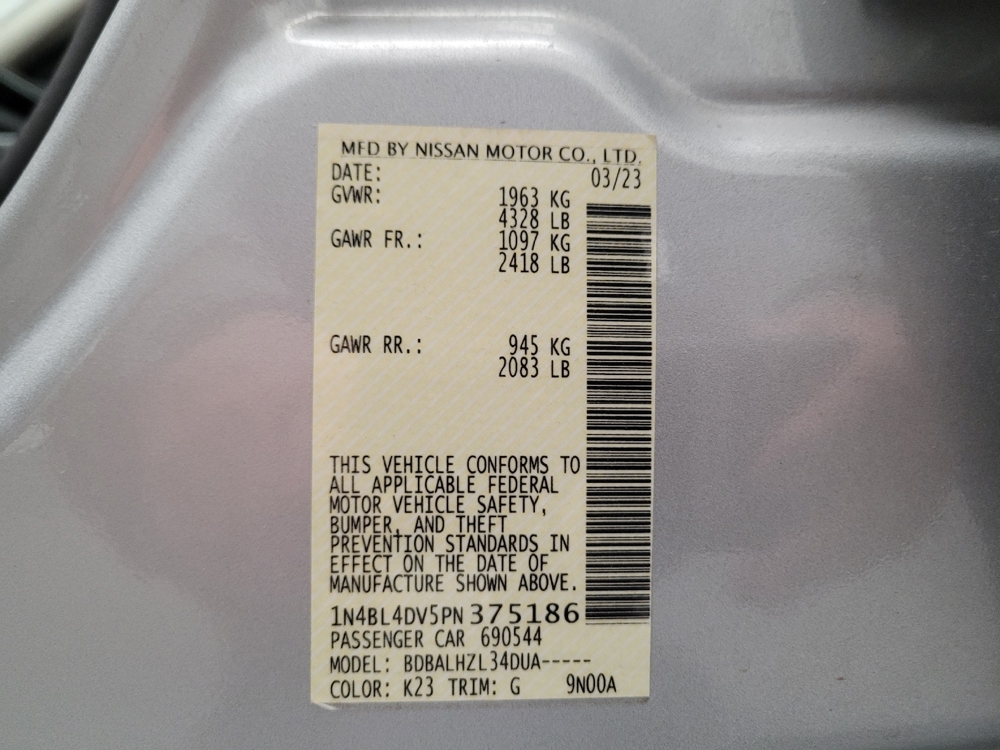 MFD BY NISSAN MOTOR CO., LTD.
DATE: 03/23
GVWR: 1963 KG
4328 LB
GAWR FR.: 1097 KG
2418 LB
GAWR RR.: 945 KG
2083 LB
THIS VEHICLE CONFORMS TO
ALL APPLICABLE FEDERAL
MOTOR VEHICLE SAFETY,
BUMPER, AND THEFT
PREVENTION STANDARDS IN
EFFECT ON THE DATE OF
MANUFACTURE SHOWN ABOVE.
1N4BL4DV5PN375186
PASSENGER CAR 690544
MODEL: BDBALHZL34DUA-----
COLOR: K23 TRIM: G 9N00A